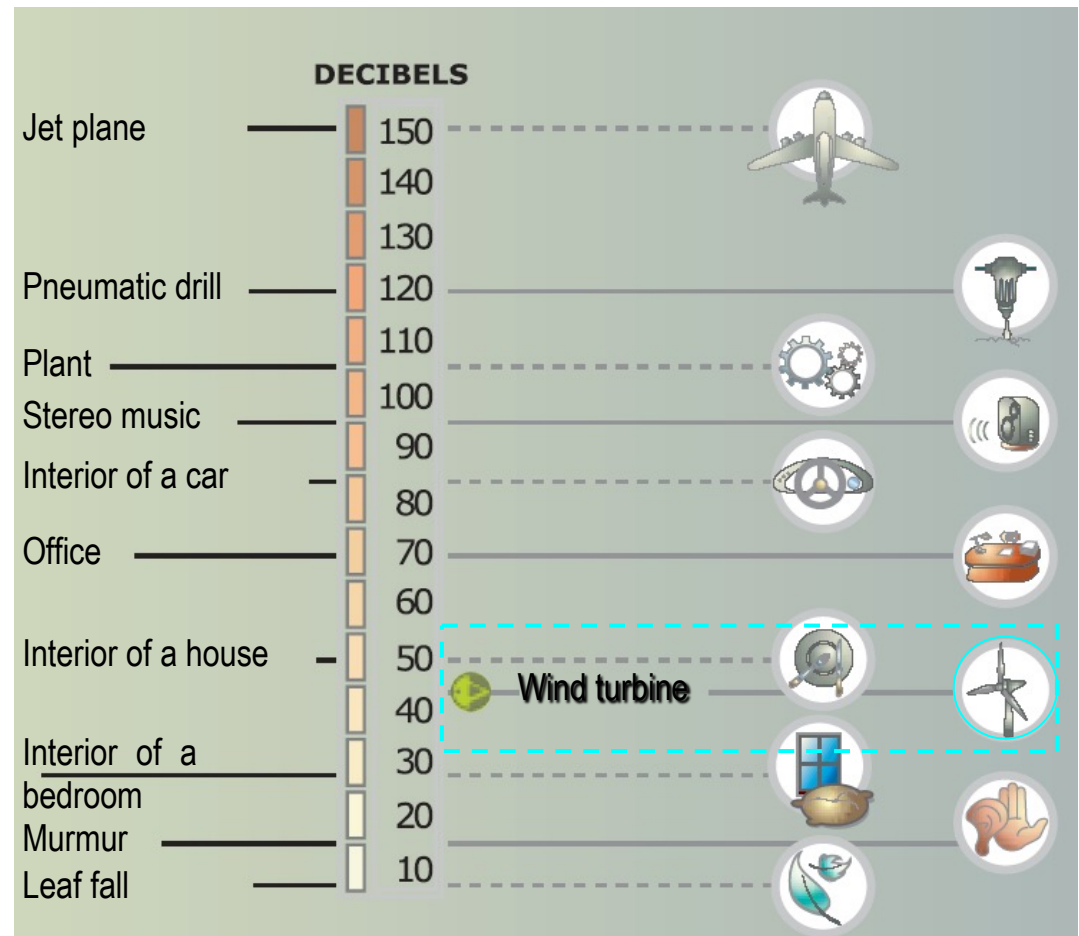 DECIBELS
Jet plane 150
140
130
Pneumatic drill 120
110
Plant
100
Stereo music
90
Interior of a car
80
Office 70
60
Interior of a house 50
Wind turbine
40
Interior of a
30
bedroom
20
Murmur
10
Leaf fall